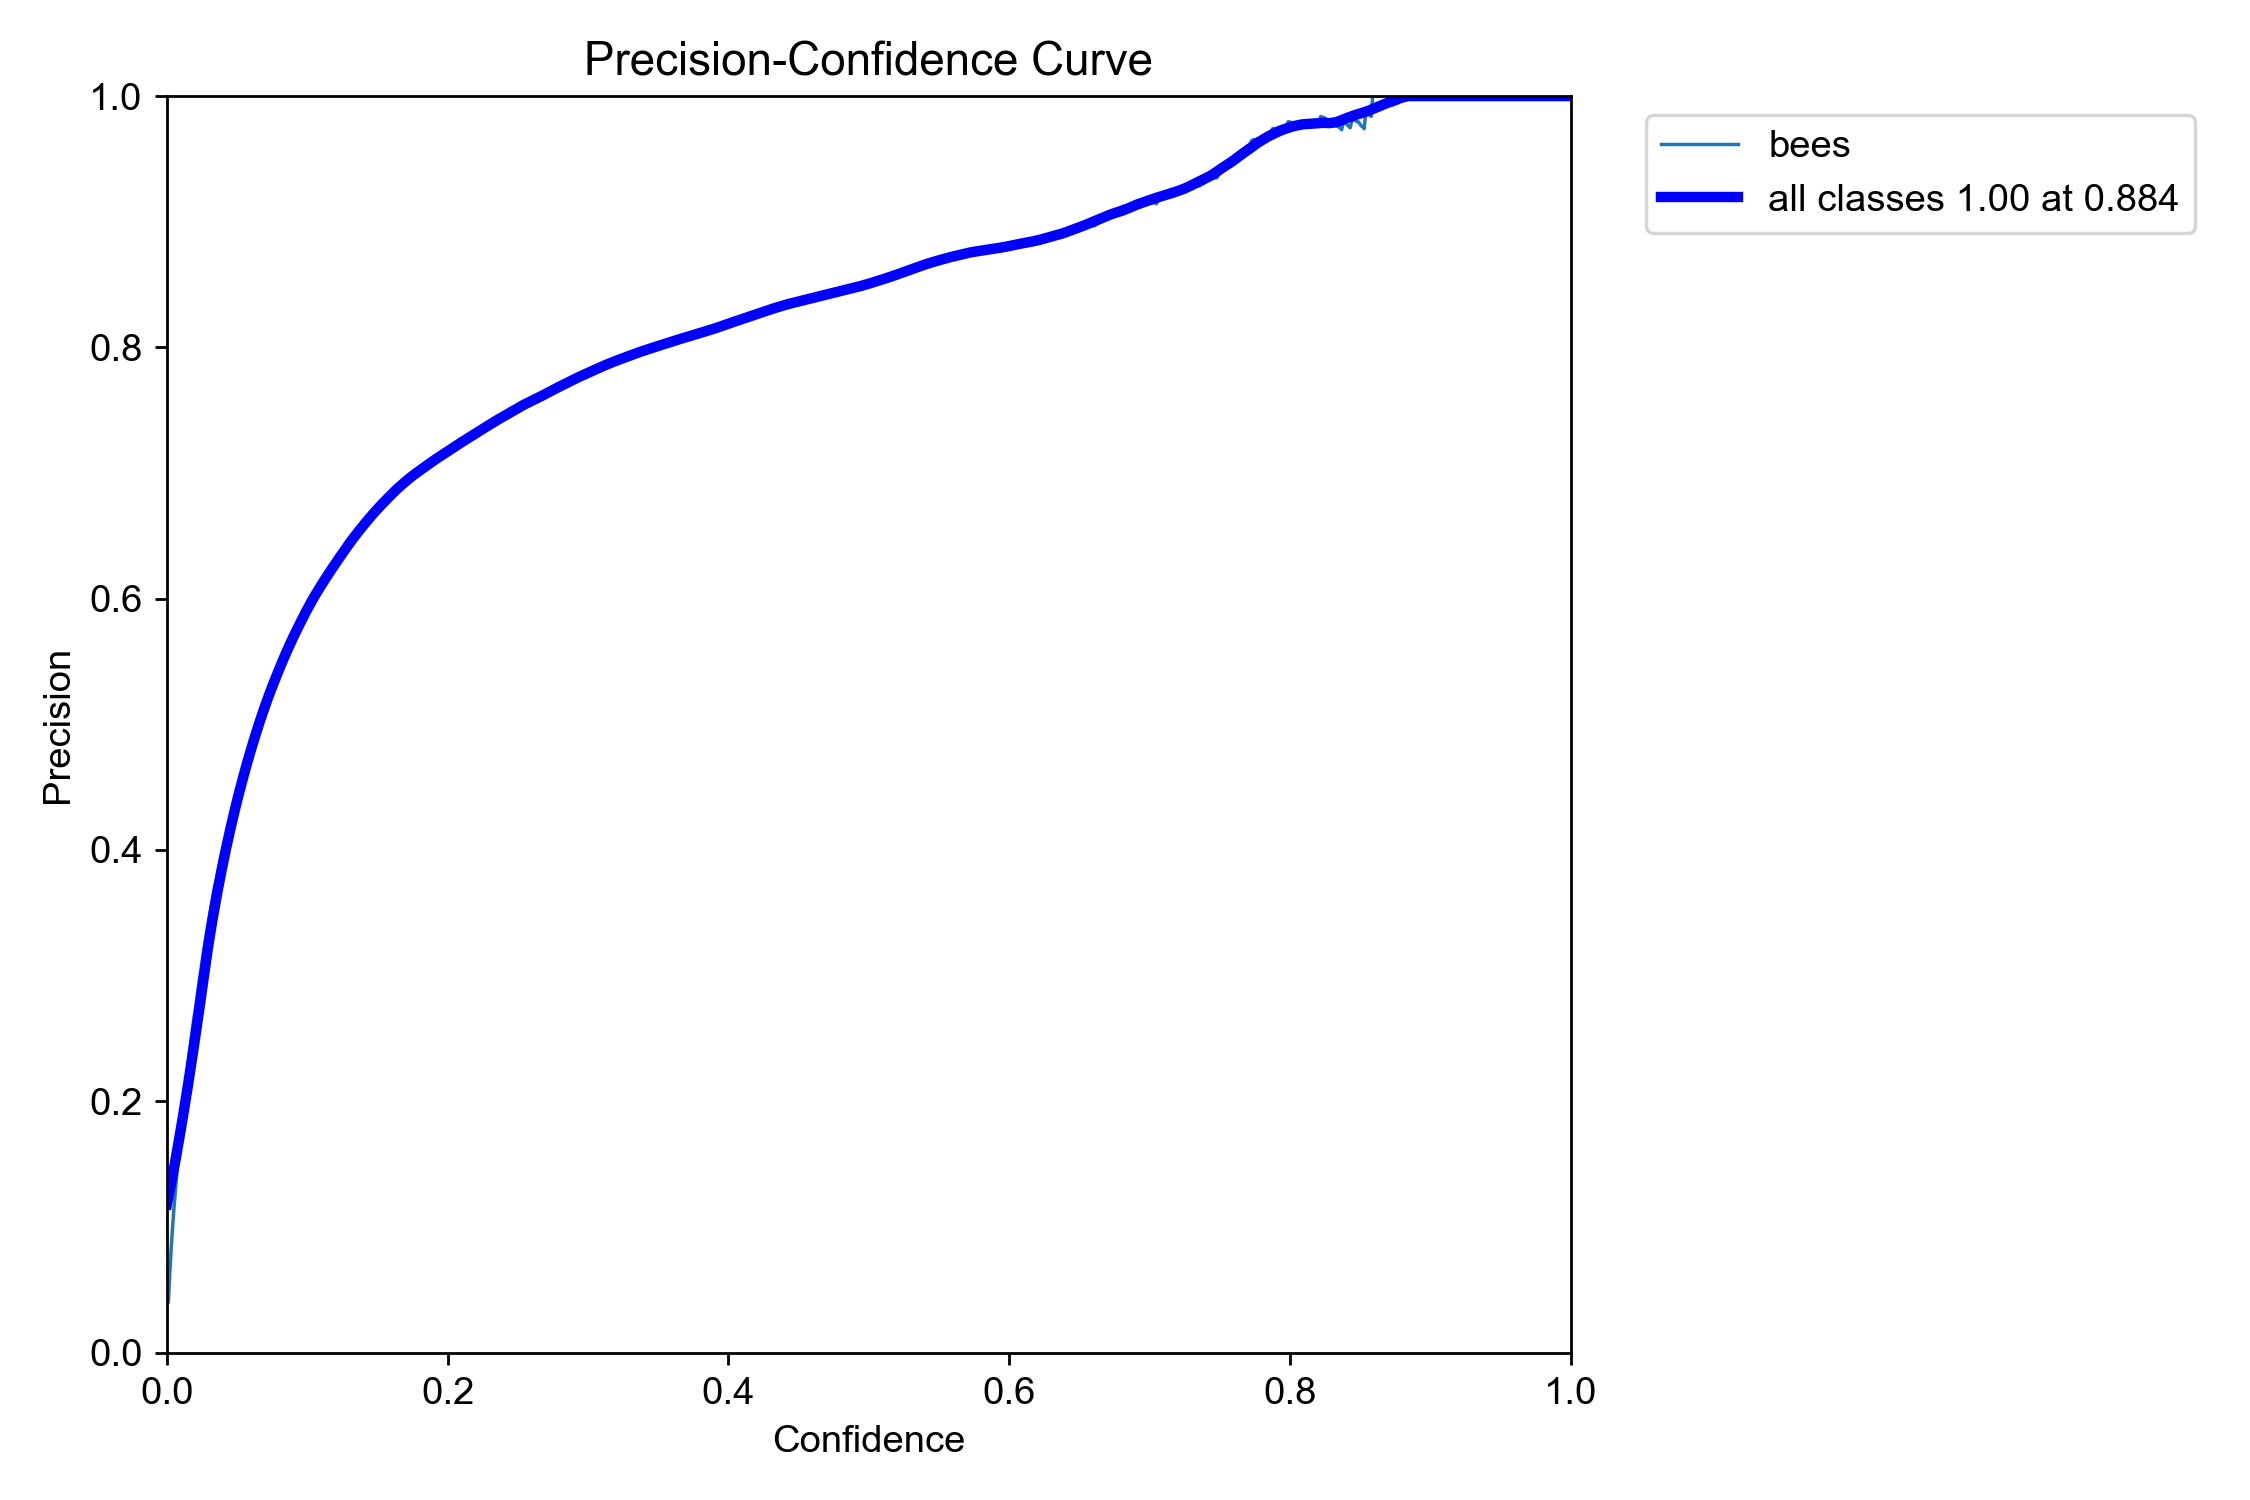 Precision-Confidence Curve
1.0
0.8
0.6
0.4
0.2
0.0
Precision
0.0 0.2 0.4 0.6 0.8 1.0
Confidence
bees
all classes 1.00 at 0.884